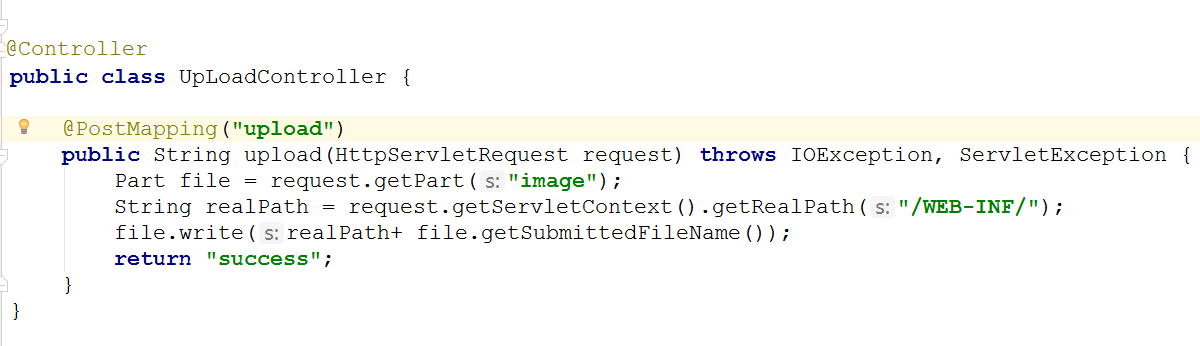 @Controller
public class UpLoadController {
@PostMapping("upload")
public String upload(HttpServletRequest request) throws IOException, ServletException {
Part file = request.getPart( s: "image");
String realPath = request.getServletContext().getRealPath( s: "/WEB-INF/");
file.write( s: realPath+ file.getSubmittedFileName());
return "success";
}
}